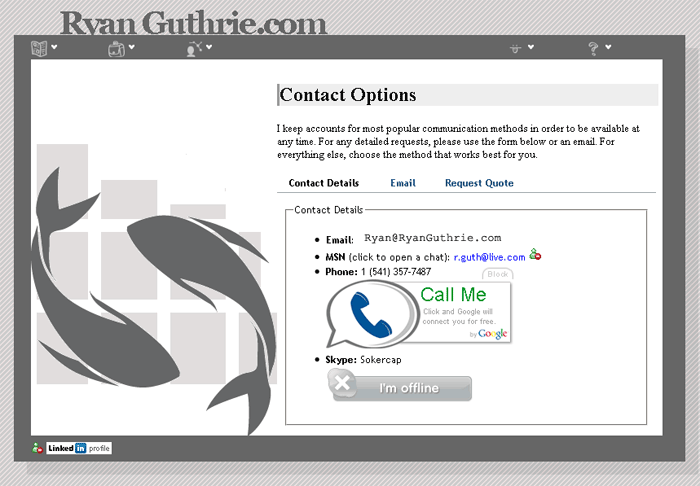 Ryan Guthrie.com
Contact Options
I keep accounts for most popular communication methods in order to be available at
any time. For any detailed requests, please use the form below or an email. For
everything else, choose the method that works best for you.
Contact Details Email Request Quote
Contact Details
Email: Ryan@RyanGuthrie.com
MSN (click to open a chat): r.guth@live.com
Phone: 1 (541) 357-7487
Block
Call Me
Click and Google will
connect you for free.
by Google
Skype: Sokercap
I'm offline
Linked in profile